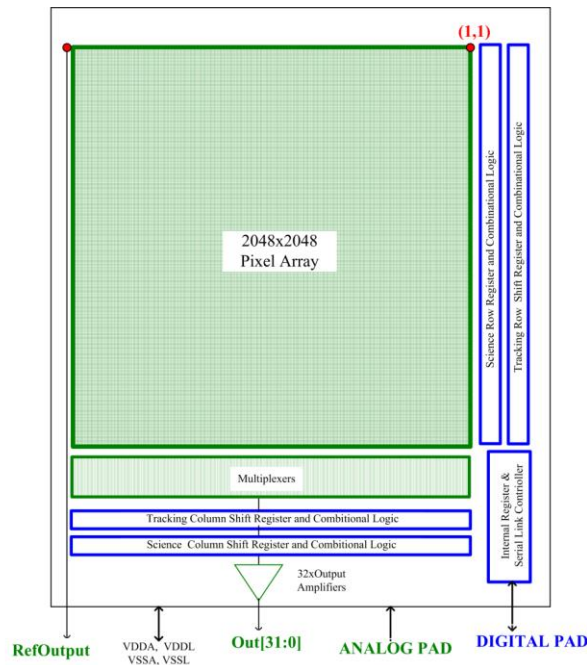 (1,1)
2048x2048
Pixel Array
Science Row Register and Combinational Logic
Tracking Row Shift Register and Combinational Logic
Multiplexers
Tracking Column Shift Register and Combitional Logic
Science Column Shift Register and Combitional Logic
Internal Register &
Serial Link Contrioller
32xOutput
Amplifiers
RefOutput
VDDA, VDDL
VSSA, VSSL
Out[31:0]
ANALOG PAD
DIGITAL PAD